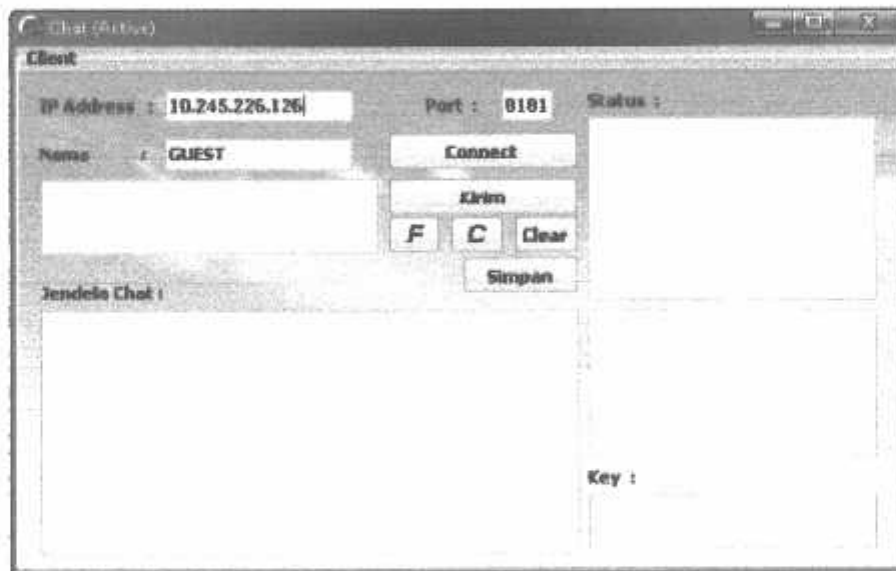 Chat (Active)
Client
IP Address : 10.245.226.126
Port : 8181
Status :
Nama : GUEST
Connect
Kirim
F C Clear
Simpan
Jendela Chat :
Key :